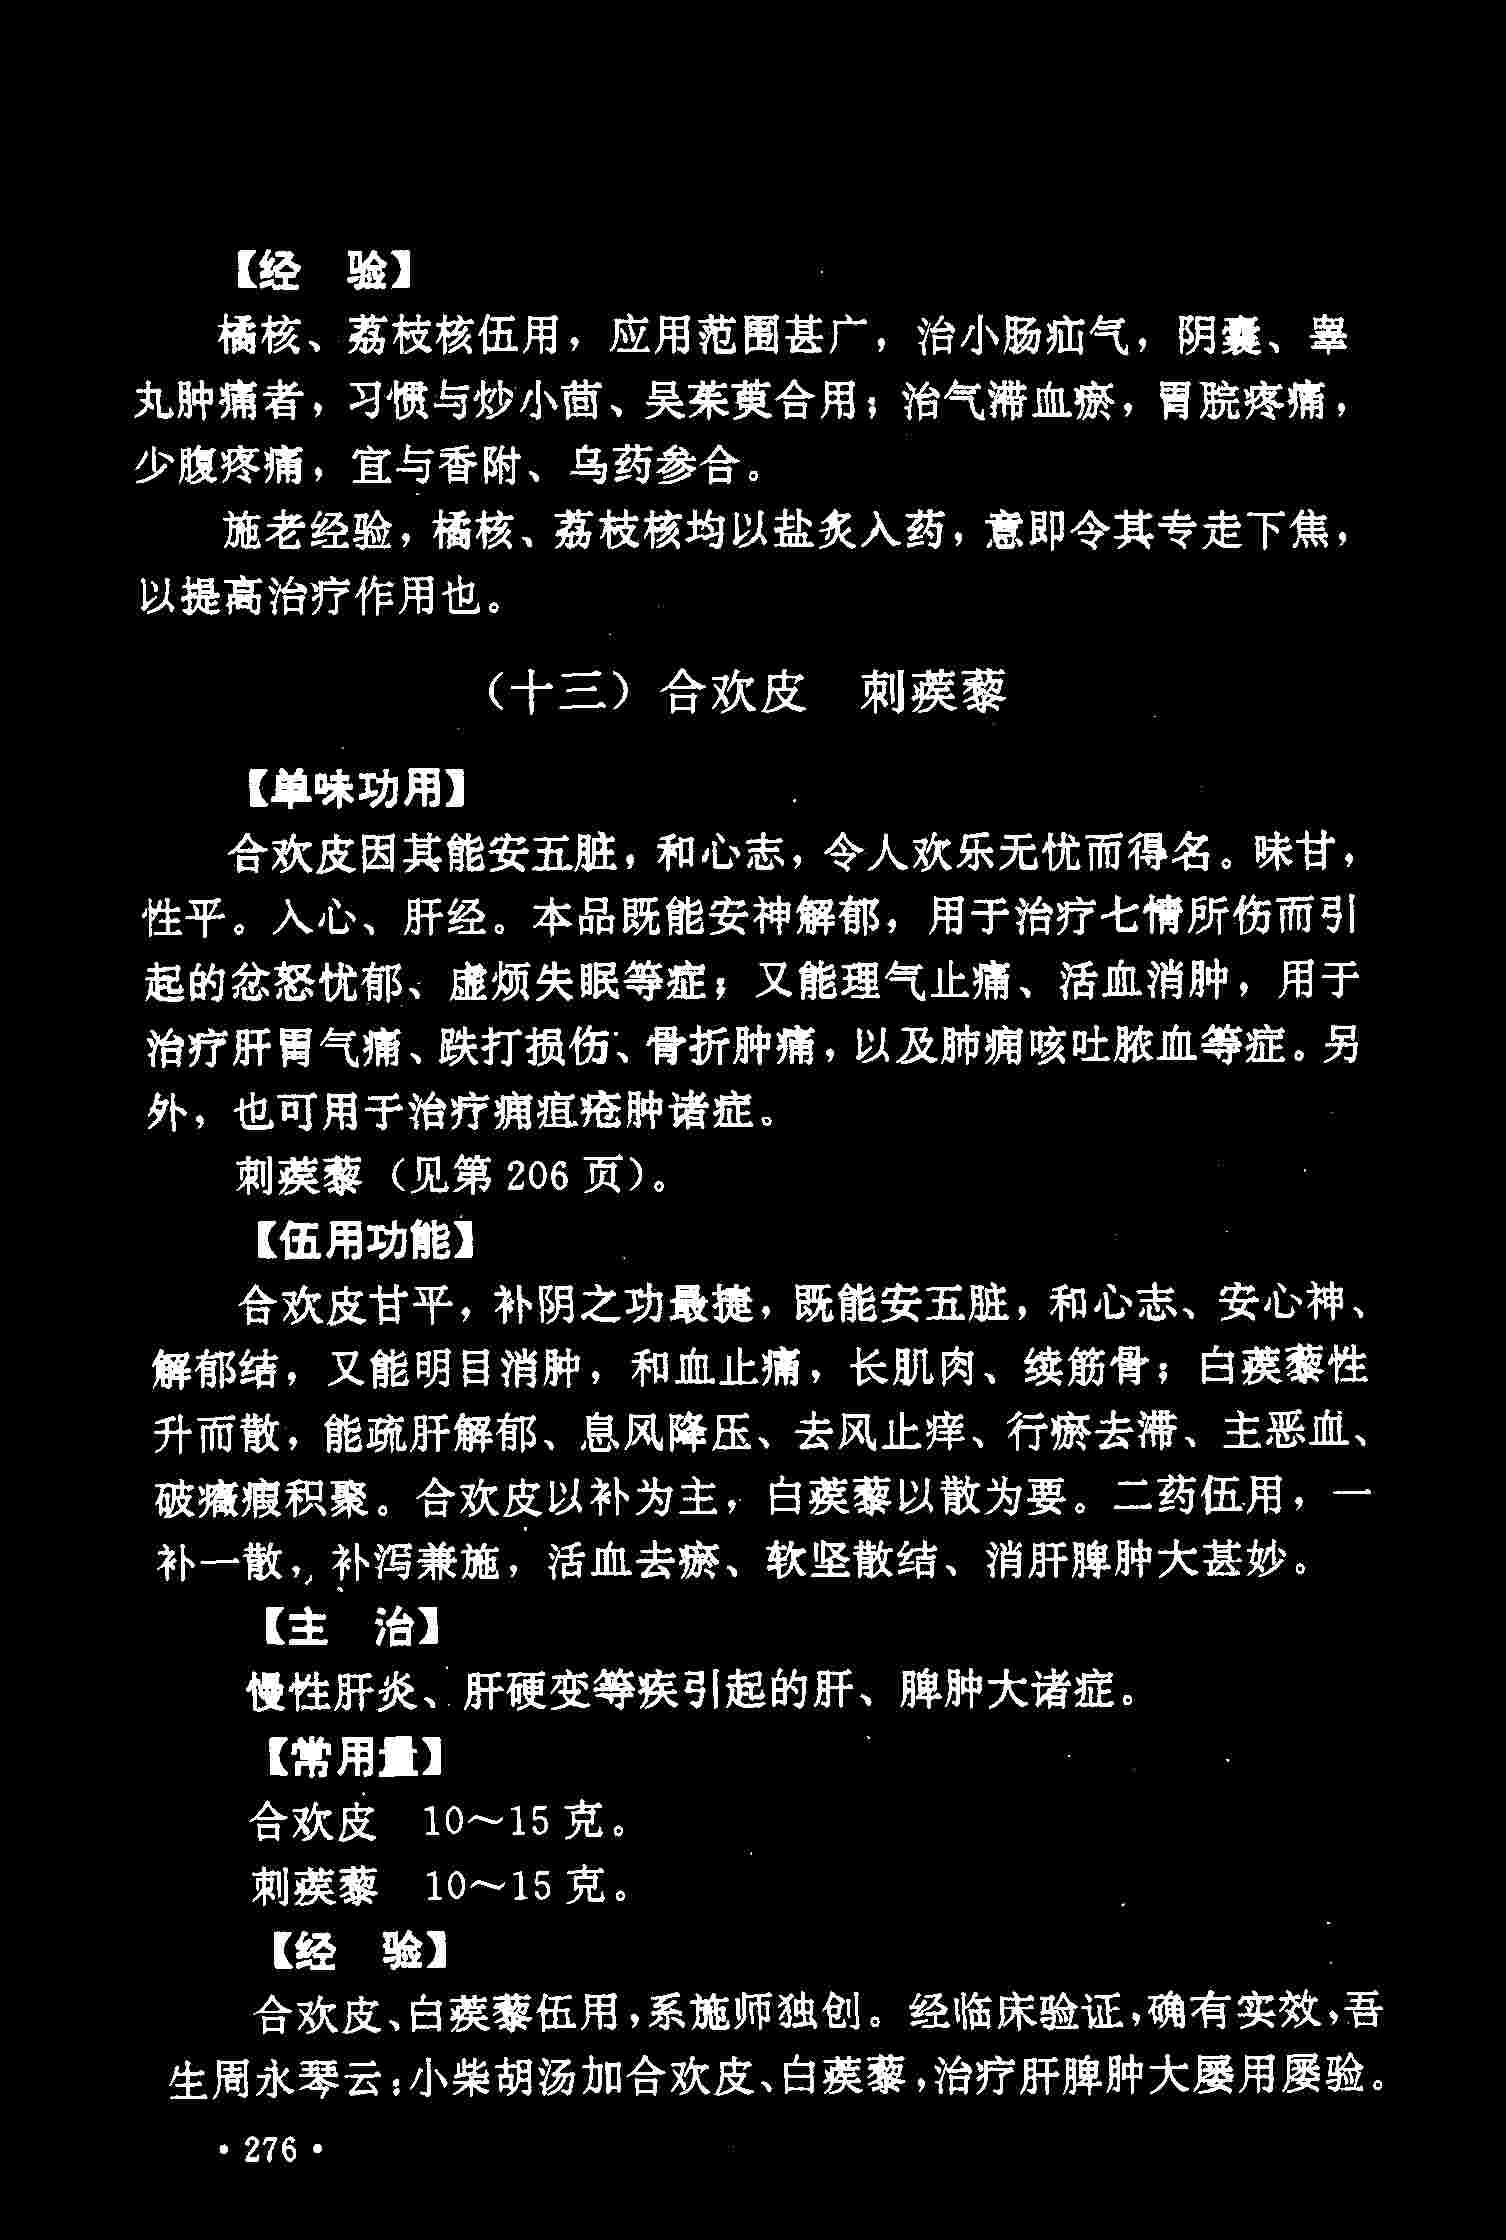 【经　验】
橘核、荔枝核伍用，应用范围甚广，治小肠疝气，阴囊、睾
丸肿痛者，习惯与炒小茴、吴茱萸合用；治气滞血瘀，胃脘疼痛，
少腹疼痛，宜与香附、乌药参合。
施老经验，橘核、荔枝核均以盐炙入药，意即令其专走下焦，
以提高治疗作用也。
（十三）合欢皮　刺蒺藜
【单味功用】
合欢皮因其能安五脏，和心志，令人欢乐无忧而得名。味甘，
性平。入心、肝经。本品既能安神解郁，用于治疗七情所伤而引
起的忿怒忧郁、虚烦失眠等症；又能理气止痛、活血消肿，用于
治疗肝胃气痛、跌打损伤、骨折肿痛，以及肺痈咳吐脓血等症。另
外，也可用于治疗痈疽疮肿诸症。
刺蒺藜（见第 206 页）。
【伍用功能】
合欢皮甘平，补阴之功最捷，既能安五脏，和心志、安心神、
解郁结，又能明目消肿，和血止痛，长肌肉、续筋骨；白蒺藜性
升而散，能疏肝解郁、息风降压、去风止痒、行瘀去滞、主恶血、
破癥瘕积聚。合欢皮以补为主，白蒺藜以散为要。二药伍用，一
补一散，补泻兼施，活血去瘀、软坚散结、消肝脾肿大甚妙。
【主　治】
慢性肝炎、肝硬变等疾引起的肝、脾肿大诸症。
【常用量】
合欢皮　10～15 克。
刺蒺藜　10～15 克。
【经　验】
合欢皮、白蒺藜伍用，系施师独创。经临床验证，确有实效，吾
生周永琴云：小柴胡汤加合欢皮、白蒺藜，治疗肝脾肿大屡用屡验。
· 276 ·